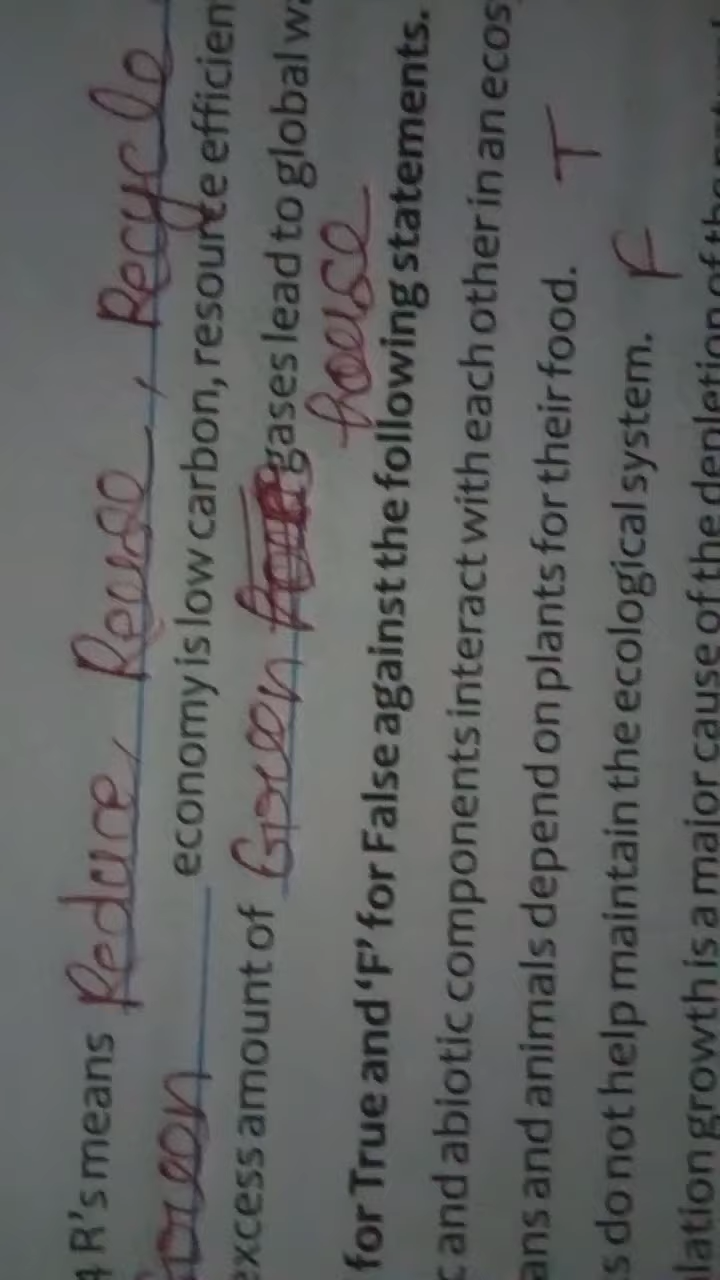 4 R's means Reduce, Reuse, Recycle
Green economy is low carbon, resource efficien
excess amount of Green gases lead to global wa
house
for True and 'F' for False against the following statements.
c and abiotic components interact with each other in an ecos
T
ans and animals depend on plants for their food.
F
s do not help maintain the ecological system.
lation growth is a major cause of the depletion of the